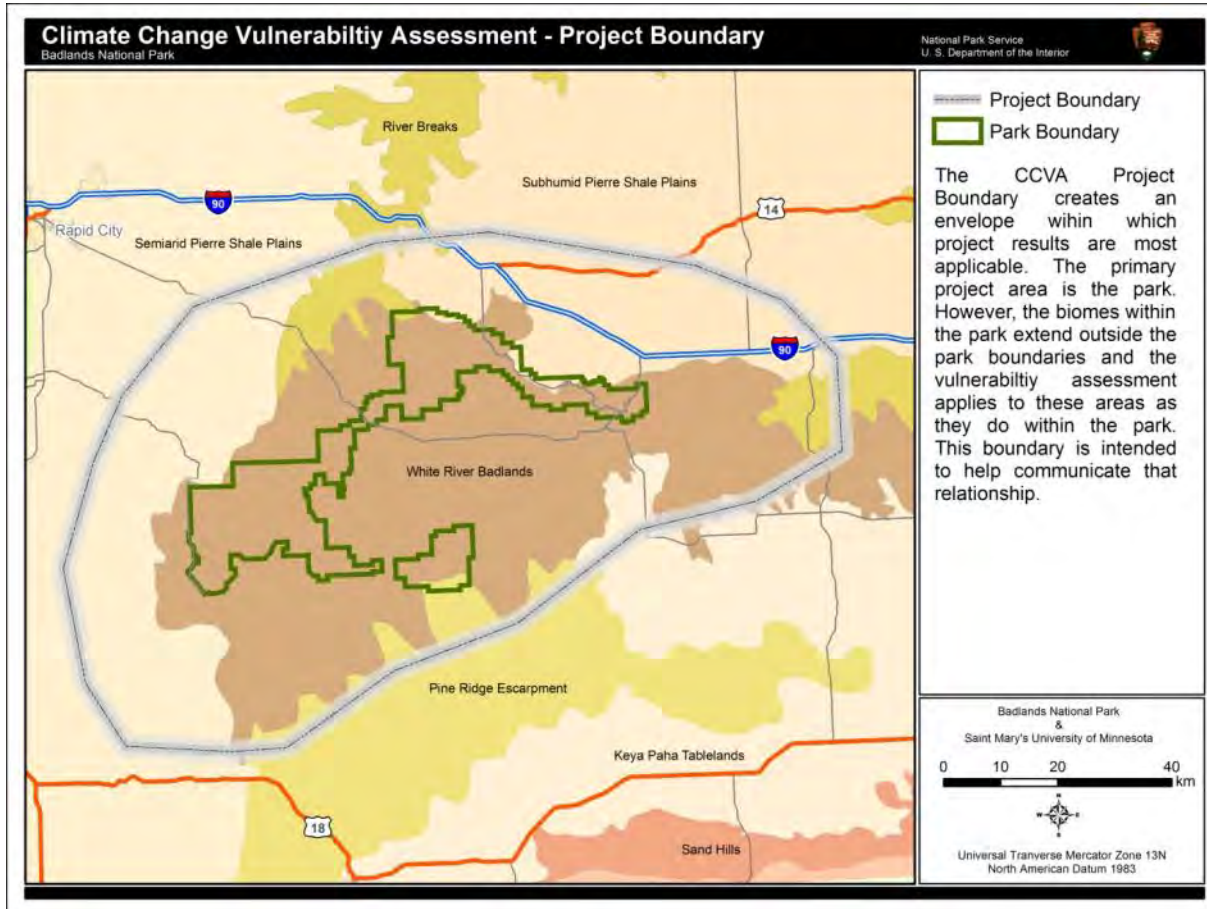 Climate Change Vulnerabiltiy Assessment - Project Boundary
Badlands National Park
National Park Service
U. S. Department of the Interior
River Breaks
Subhumid Pierre Shale Plains
90
14
Rapid City
Semiarid Pierre Shale Plains
90
White River Badlands
Pine Ridge Escarpment
Keya Paha Tablelands
18
Sand Hills
Project Boundary
Park Boundary
The CCVA Project
Boundary creates an
envelope wihin which
project results are most
applicable. The primary
project area is the park.
However, the biomes within
the park extend outside the
park boundaries and the
vulnerabiltiy assessment
applies to these areas as
they do within the park.
This boundary is intended
to help communicate that
relationship.
Badlands National Park
&
Saint Mary's University of Minnesota
0 10 20 40
km
N
W E
S
Universal Tranverse Mercator Zone 13N
North American Datum 1983